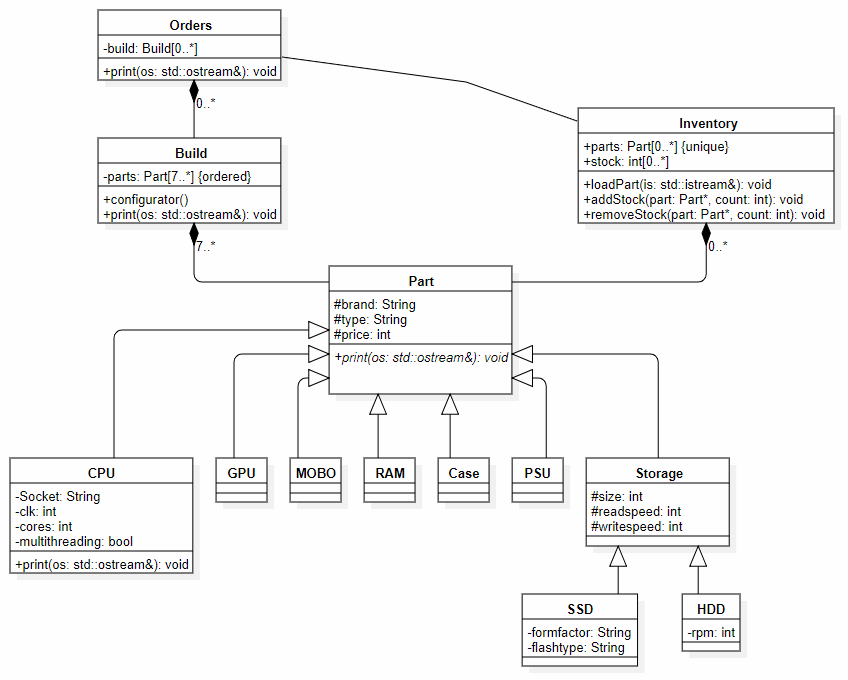 Orders
-build: Build[0..*]
+print(os: std::ostream&): void
0..*
Inventory
+parts: Part[0..*] {unique}
+stock: int[0..*]
+loadPart(is: std::istream&): void
+addStock(part: Part*, count: int): void
+removeStock(part: Part*, count: int): void
0..*
Build
-parts: Part[7..*] {ordered}
+configurator()
+print(os: std::ostream&): void
7..*
Part
#brand: String
#type: String
#price: int
+print(os: std::ostream&): void
CPU
-Socket: String
-clk: int
-cores: int
-multithreading: bool
+print(os: std::ostream&): void
GPU
MOBO
RAM
Case
PSU
Storage
#size: int
#readspeed: int
#writespeed: int
SSD
-formfactor: String
-flashtype: String
HDD
-rpm: int